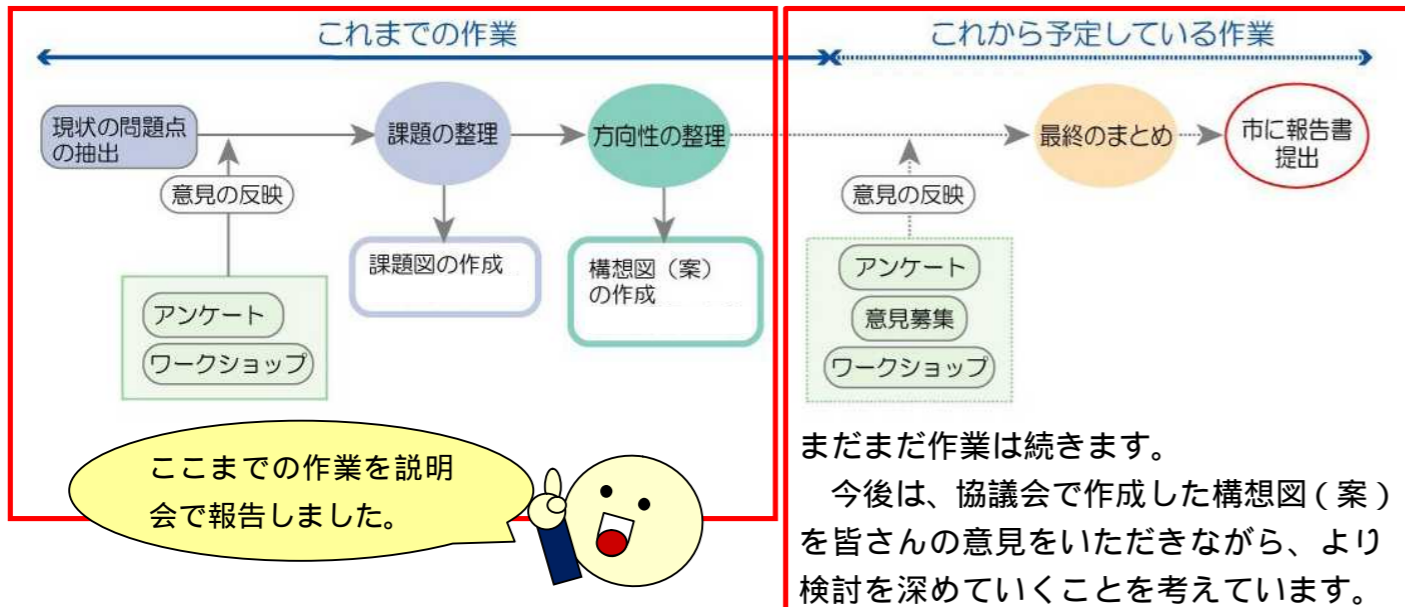 これまでの作業
現状の問題点
の抽出
課題の整理
方向性の整理
意見の反映
課題図の作成
構想図（案）
の作成
アンケート
ワークショップ
ここまでの作業を説明
会で報告しました。
これから予定している作業
最終のまとめ
市に報告書
提出
意見の反映
アンケート
意見募集
ワークショップ
まだまだ作業は続きます。
　今後は、協議会で作成した構想図（案）
を皆さんの意見をいただきながら、より
検討を深めていくことを考えています。